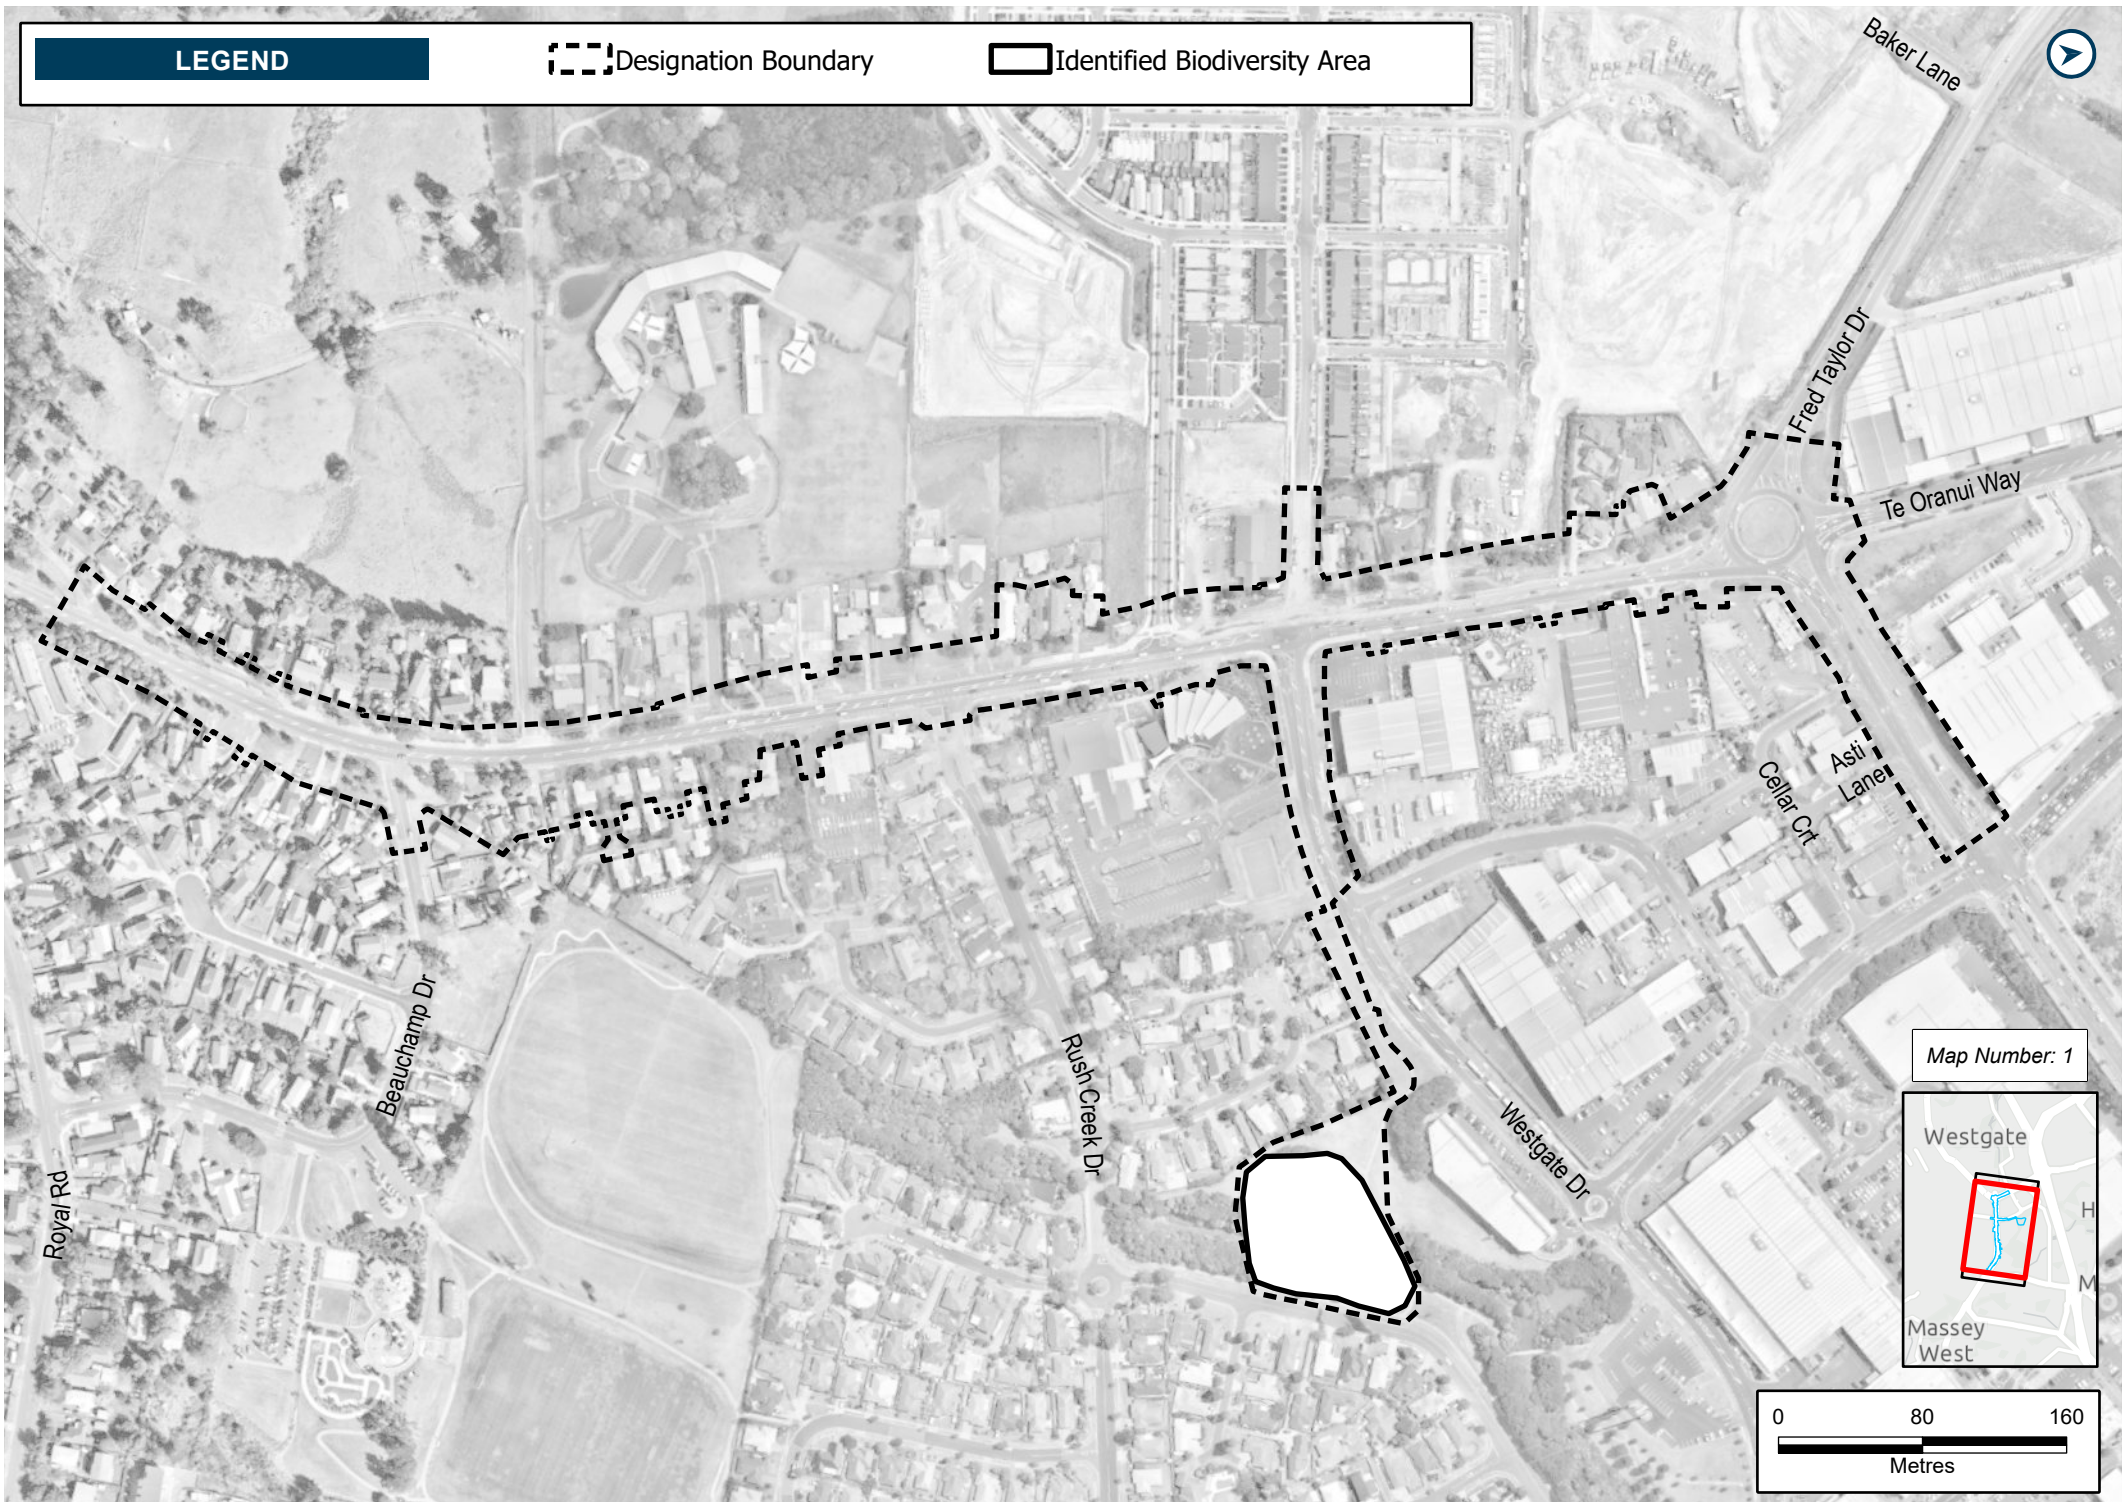 LEGEND
Designation Boundary
Identified Biodiversity Area
Baker Lane
Fred Taylor Dr
Te Oranui Way
Asti
Lane
Cellar Crt
Beauchamp Dr
Rush Creek Dr
Westgate Dr
Royal Rd
Map Number: 1
Westgate
H
M
Massey
West
0 80 160
Metres